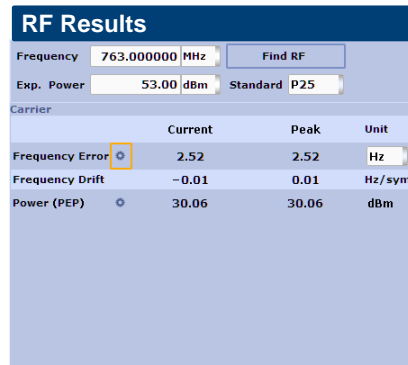 RF Results
Frequency 763.000000 MHz Find RF
Exp. Power 53.00 dBm Standard P25
Carrier
Current Peak Unit
Frequency Error 2.52 2.52 Hz
Frequency Drift −0.01 0.01 Hz/sym
Power (PEP) 30.06 30.06 dBm